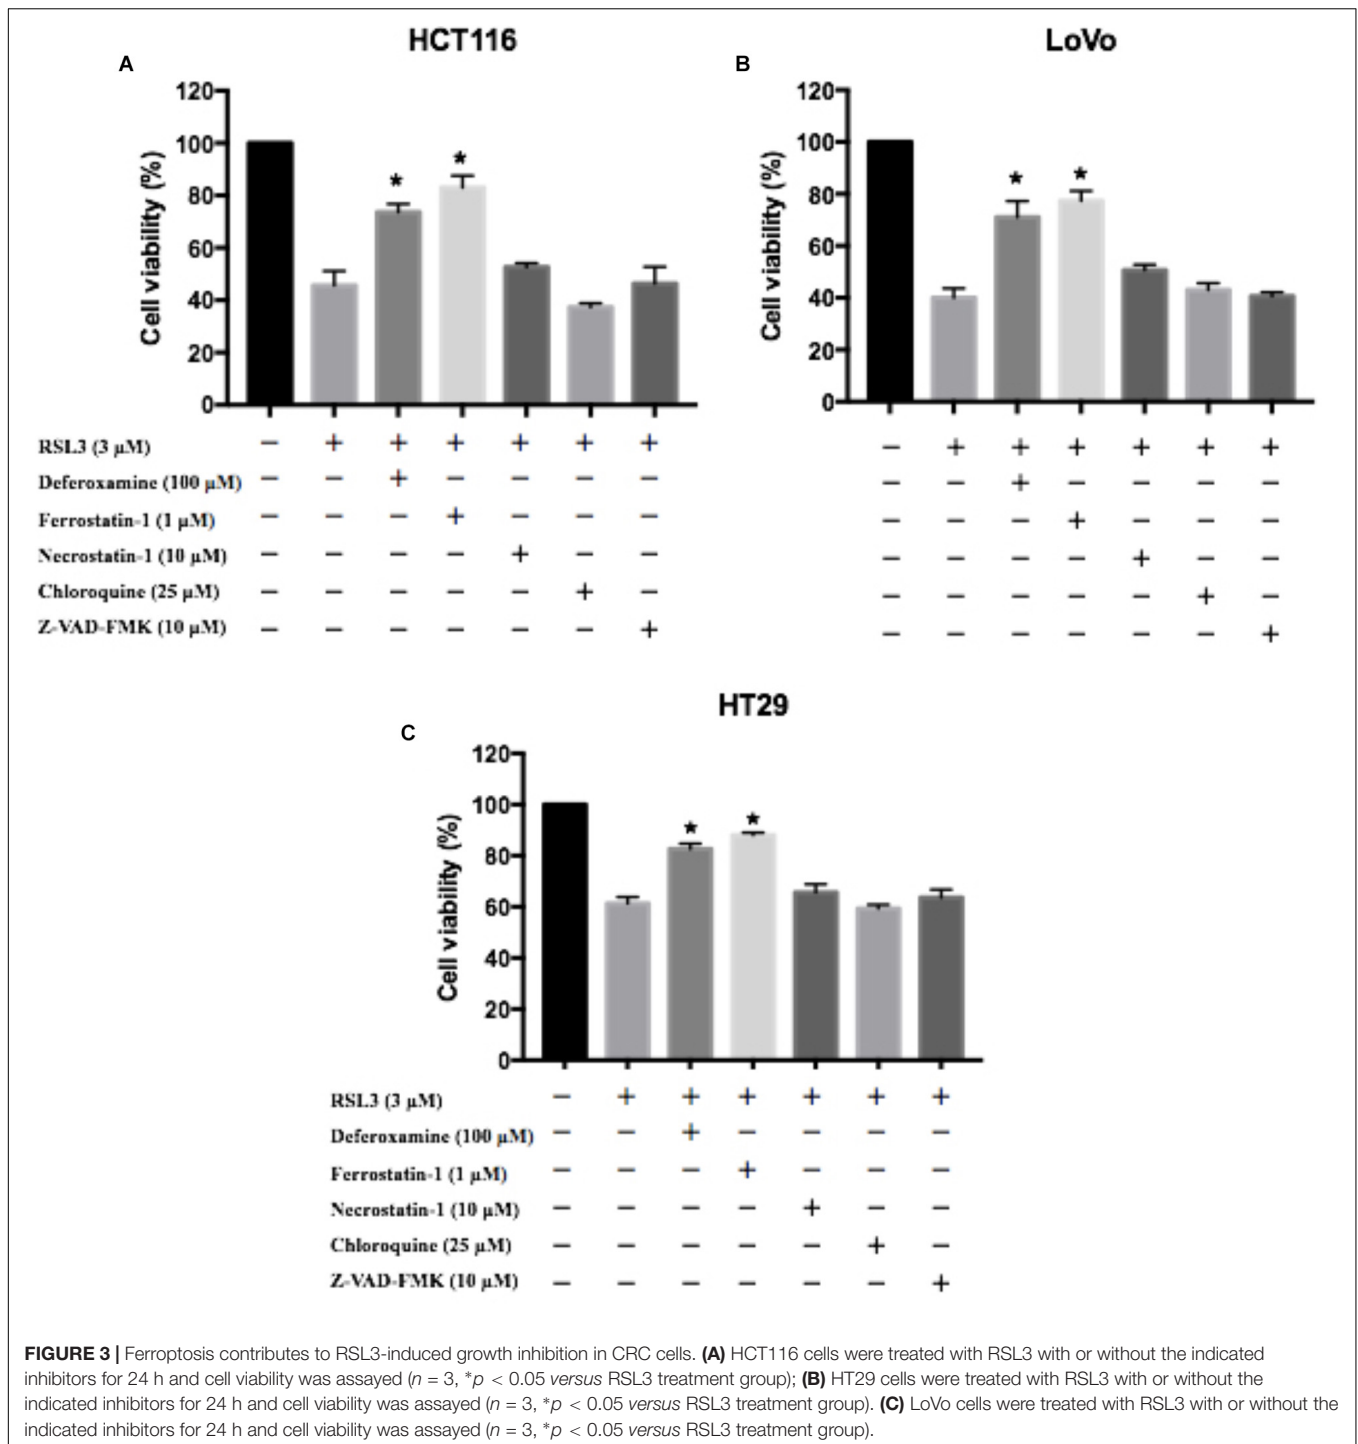 HCT116
A
120
100
80
60
40
20
0
Cell viability (%)
* *
RSL3 (3 µM) − + + + + + +
Deferoxamine (100 µM) − − + − − − −
Ferrostatin-1 (1 µM) − − − + − − −
Necrostatin-1 (10 µM) − − − − + − −
Chloroquine (25 µM) − − − − − + −
Z-VAD-FMK (10 µM) − − − − − − +
LoVo
B
120
100
80
60
40
20
0
Cell viability (%)
* *
− + + + + + +
− − + − − − −
− − − + − − −
− − − − + − −
− − − − − + −
− − − − − − +
HT29
C
120
100
80
60
40
20
0
Cell viability (%)
* *
RSL3 (3 µM) − + + + + + +
Deferoxamine (100 µM) − − + − − − −
Ferrostatin-1 (1 µM) − − − + − − −
Necrostatin-1 (10 µM) − − − − + − −
Chloroquine (25 µM) − − − − − + −
Z-VAD-FMK (10 µM) − − − − − − +
FIGURE 3 | Ferroptosis contributes to RSL3-induced growth inhibition in CRC cells. (A) HCT116 cells were treated with RSL3 with or without the indicated
inhibitors for 24 h and cell viability was assayed (n = 3, *p < 0.05 versus RSL3 treatment group); (B) HT29 cells were treated with RSL3 with or without the
indicated inhibitors for 24 h and cell viability was assayed (n = 3, *p < 0.05 versus RSL3 treatment group). (C) LoVo cells were treated with RSL3 with or without the
indicated inhibitors for 24 h and cell viability was assayed (n = 3, *p < 0.05 versus RSL3 treatment group).